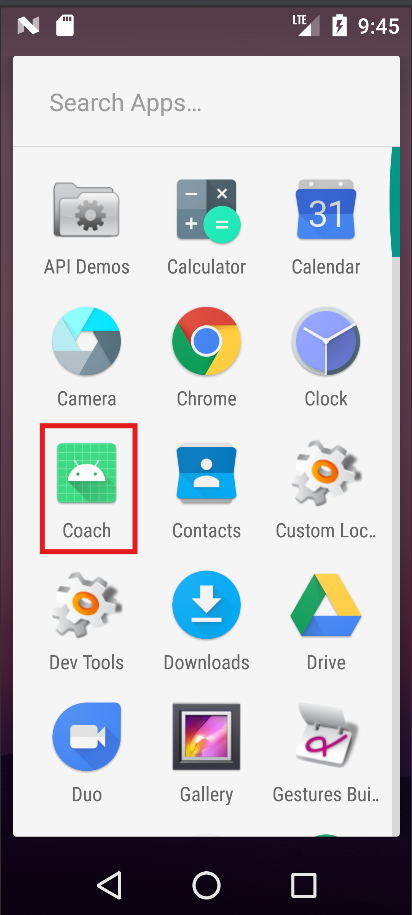 LTE 9:45
Search Apps...
API Demos Calculator Calendar
31
Camera Chrome Clock
Coach Contacts Custom Loc..
Dev Tools Downloads Drive
Duo Gallery Gestures Bui..